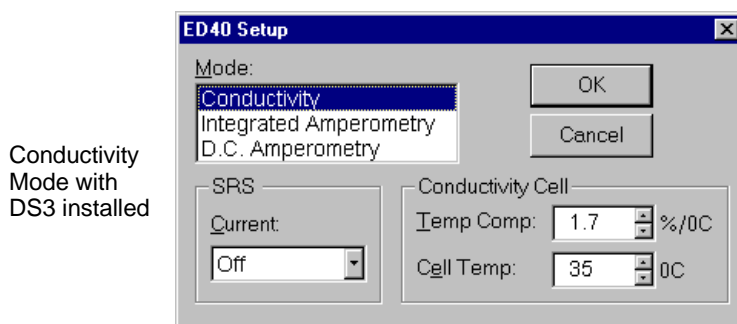 Conductivity
Mode with
DS3 installed
ED40 Setup
Mode:
Conductivity
Integrated Amperometry
D.C. Amperometry
OK
Cancel
SRS
Current:
Off
Conductivity Cell
Temp Comp: 1.7 %/0C
Cell Temp: 35 0C